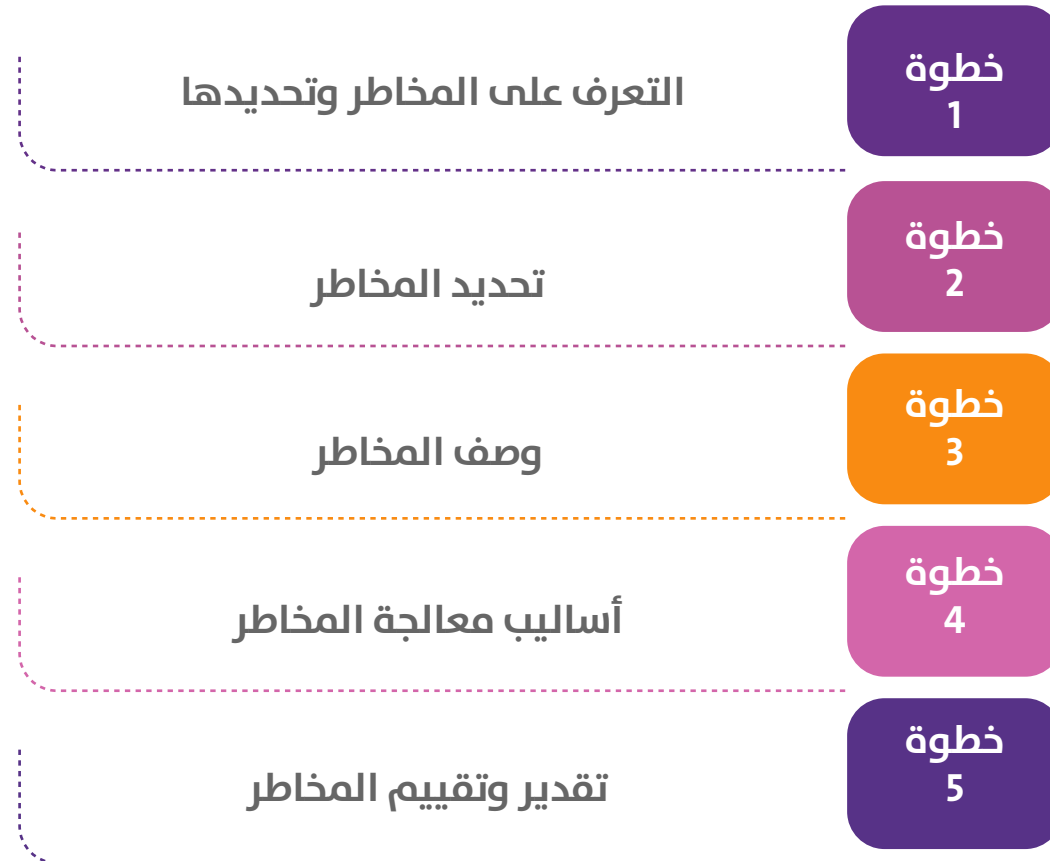 خطوة
1
التعرف على المخاطر وتحديدها
خطوة
2
تحديد المخاطر
خطوة
3
وصف المخاطر
خطوة
4
أساليب معالجة المخاطر
خطوة
5
تقدير وتقييم المخاطر